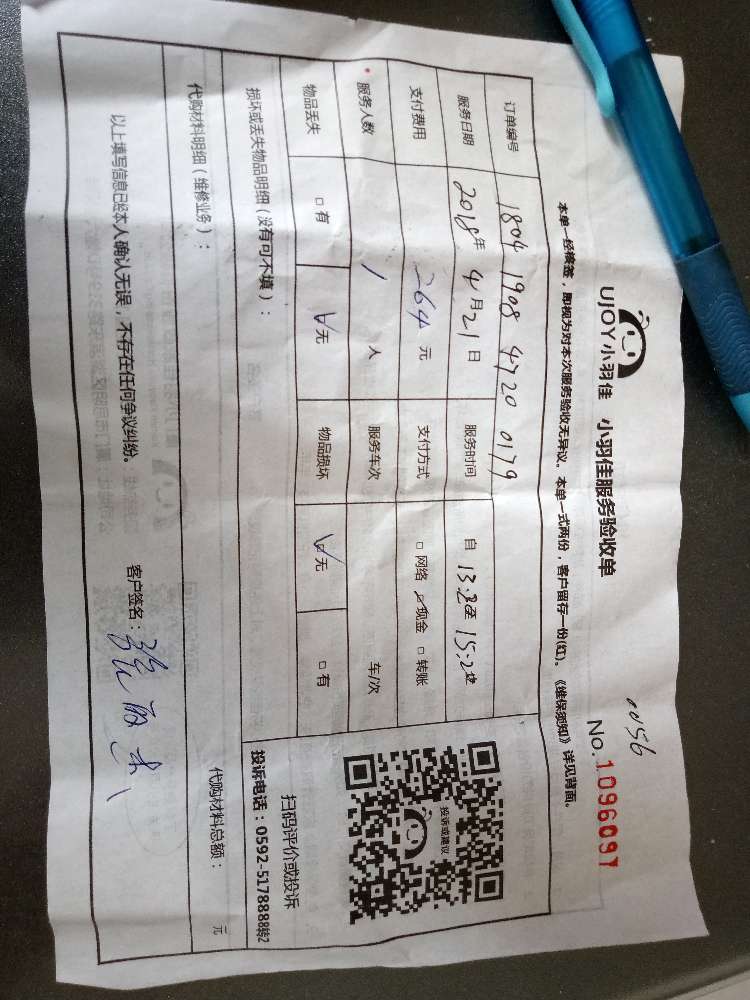 0056
No.1096097
UJOY小羽佳 小羽佳服务验收单
本单一经核签，即视为对本次服务验收无异议。本单一式两份，客户留存一份(红)。《维保须知》详见背面。
订单编号 1804 1908 4720 0179
服务日期 2018年 4月21日 服务时间 自 13:2至 15:2
支付费用 264元 支付方式 □网络 ☑现金 □转账
服务人数 1 人 服务车次 车/次
物品丢失 □有 ☑无 物品损坏 ☑无 □有
损坏或丢失物品明细（没有可不填）：
投诉或建议
扫码评价或投诉
投诉电话：0592-5178888转2
代购材料明细（维修业务）： 代购材料总额： 元
以上填写信息已经本人确认无误，不存在任何争议纠纷。 客户签名：